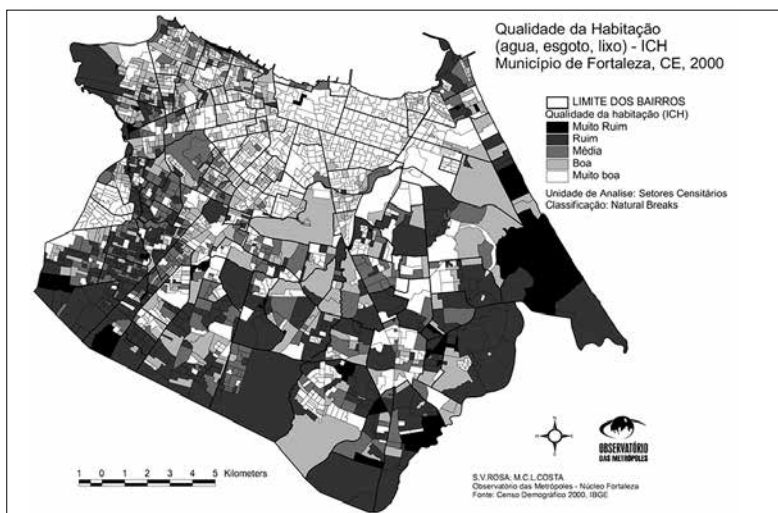 Qualidade da Habitação
(agua, esgoto, lixo) - ICH
Município de Fortaleza, CE, 2000
LIMITE DOS BAIRROS
Qualidade da habitação (ICH)
Muito Ruim
Ruim
Média
Boa
Muito boa
Unidade de Analise: Setores Censitários
Classificação: Natural Breaks
1 0 1 2 3 4 5 Kilometers
OBSERVATÓRIO
DAS METRÓPOLES
S.V.ROSA; M.C.L.COSTA
Observatório das Metrópoles - Núcleo Fortaleza
Fonte: Censo Demográfico 2000, IBGE